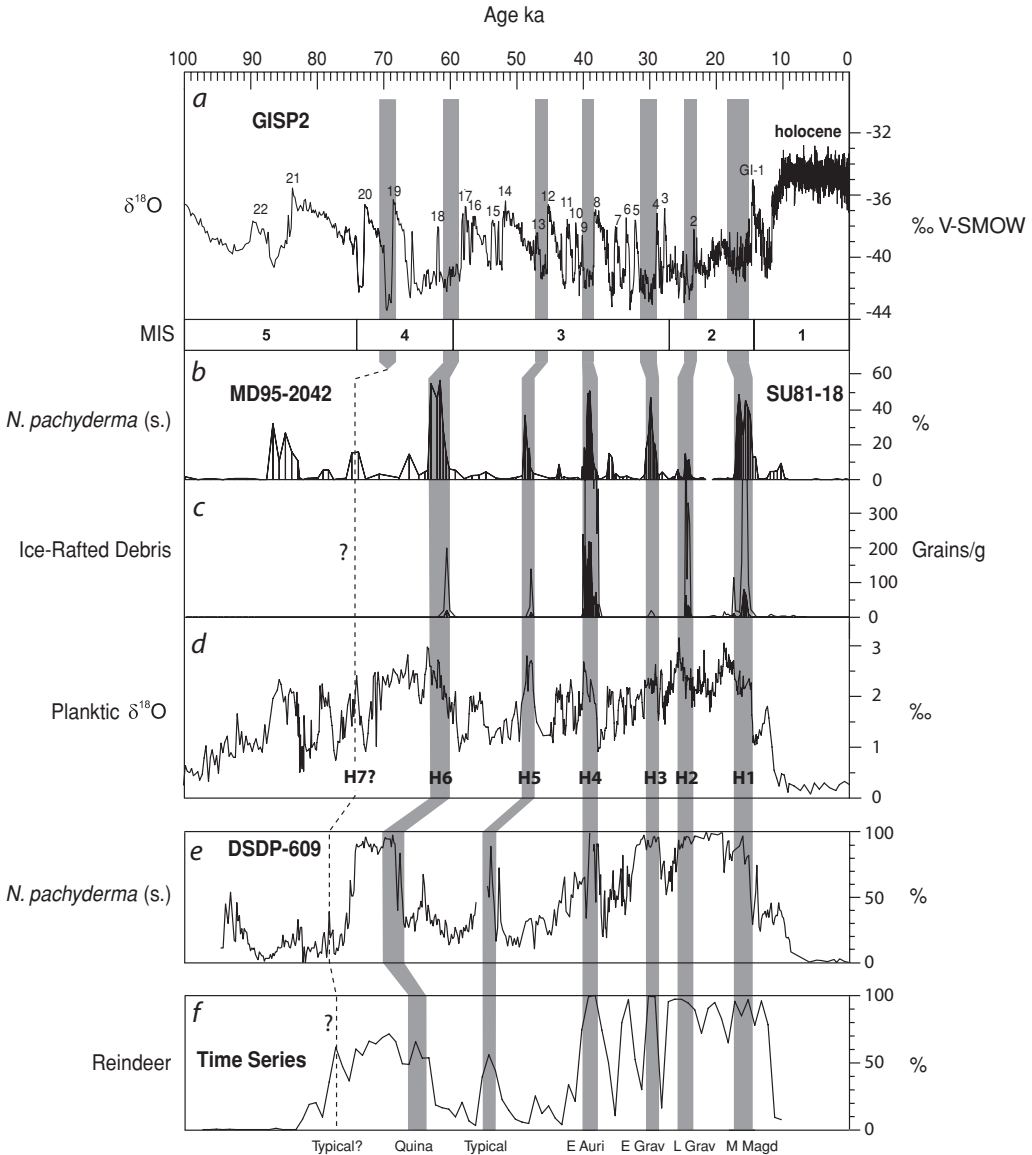 Age ka
100 90 80 70 60 50 40 30 20 10 0
a
GISP2
holocene
δ18O
22 21 20 19 18 17 16 15 14 13 12 11 10 9 8 7 6 5 4 3 2 GI-1
-32
-36
-40
-44
‰ V-SMOW
MIS 5 4 3 2 1
b
MD95-2042
SU81-18
N. pachyderma (s.)
60
40
20
0
%
c
Ice-Rafted Debris
?
300
200
100
0
Grains/g
d
Planktic δ18O
3
2
1
0
‰
H7? H6 H5 H4 H3 H2 H1
e
DSDP-609
N. pachyderma (s.)
100
50
0
%
f
?
Reindeer
Time Series
100
50
0
%
Typical? Quina Typical E Auri E Grav L Grav M Magd